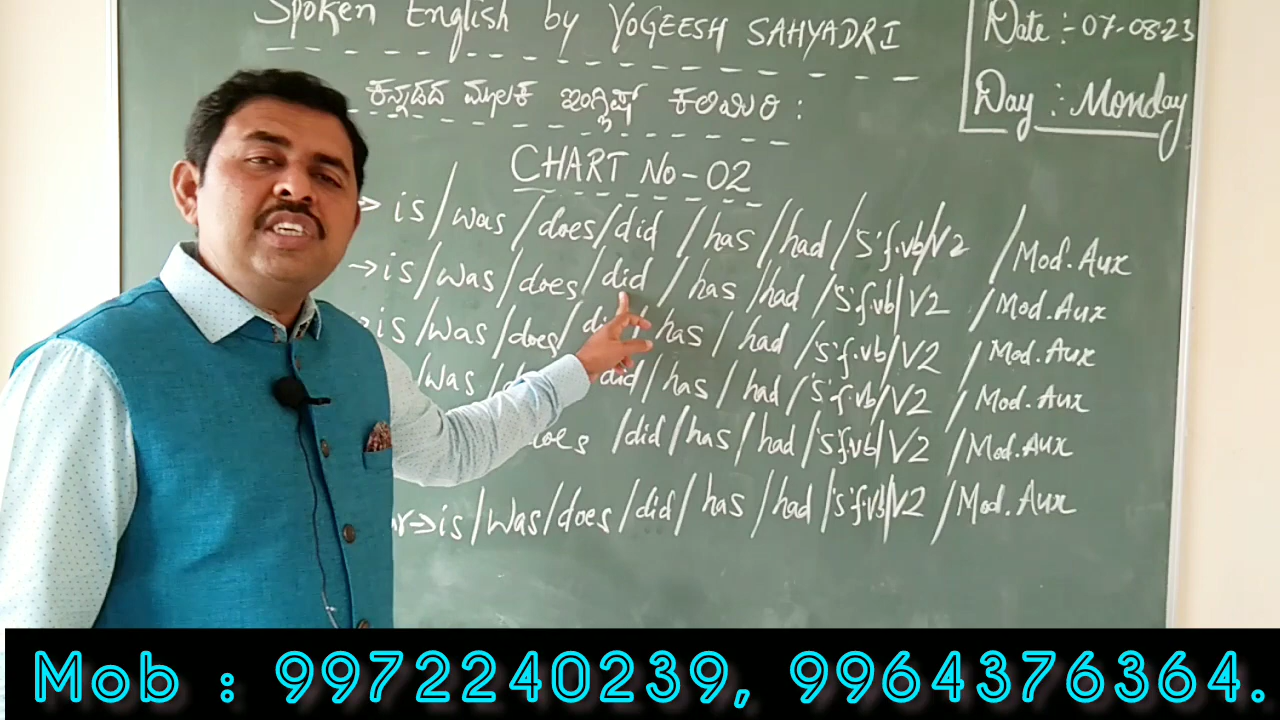 Spoken English by YOGEESH SAHYADRI
Date :- 07-08-23
Day : Monday
ಕನ್ನಡದ ಮೂಲಕ ಇಂಗ್ಲಿಷ್ ಕಲಿಯಿರಿ :
CHART No - 02
→ is / was / does / did / has / had / 's' f.vb / V2 / Mod. Aux
→ is / was / does / did / has / had / 's' f.vb / V2 / Mod. Aux
is / was / does / did / has / had / 's' f.vb / V2 / Mod. Aux
/ was / did / has / had / 's' f.vb / V2 / Mod. Aux
does / did / has / had / 's' f.vb / V2 / Mod. Aux
→ is / was / does / did / has / had / 's' f.vb / V2 / Mod. Aux
Mob : 9972240239, 9964376364.